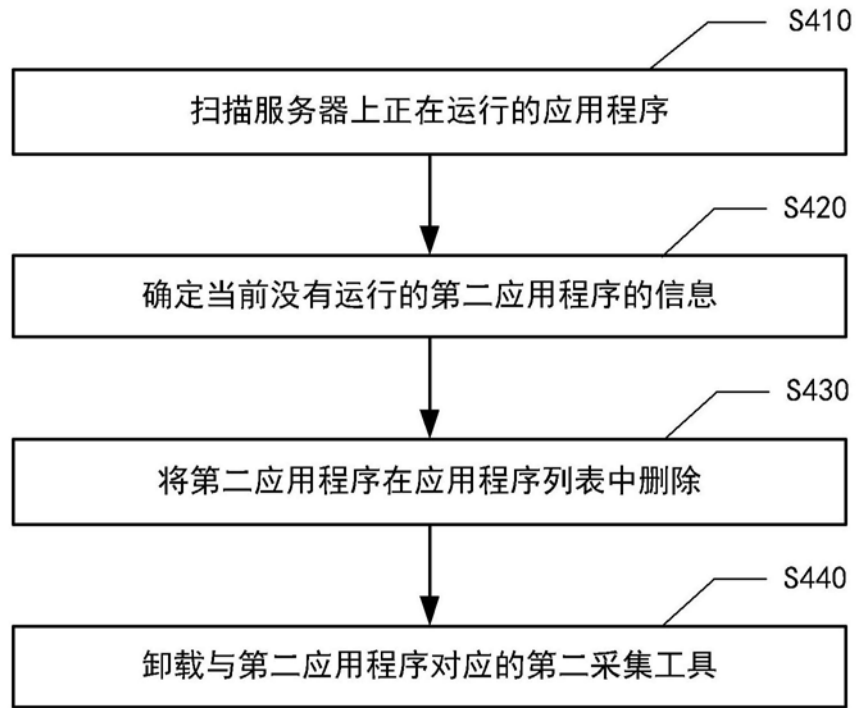 S410
扫描服务器上正在运行的应用程序
S420
确定当前没有运行的第二应用程序的信息
S430
将第二应用程序在应用程序列表中删除
S440
卸载与第二应用程序对应的第二采集工具